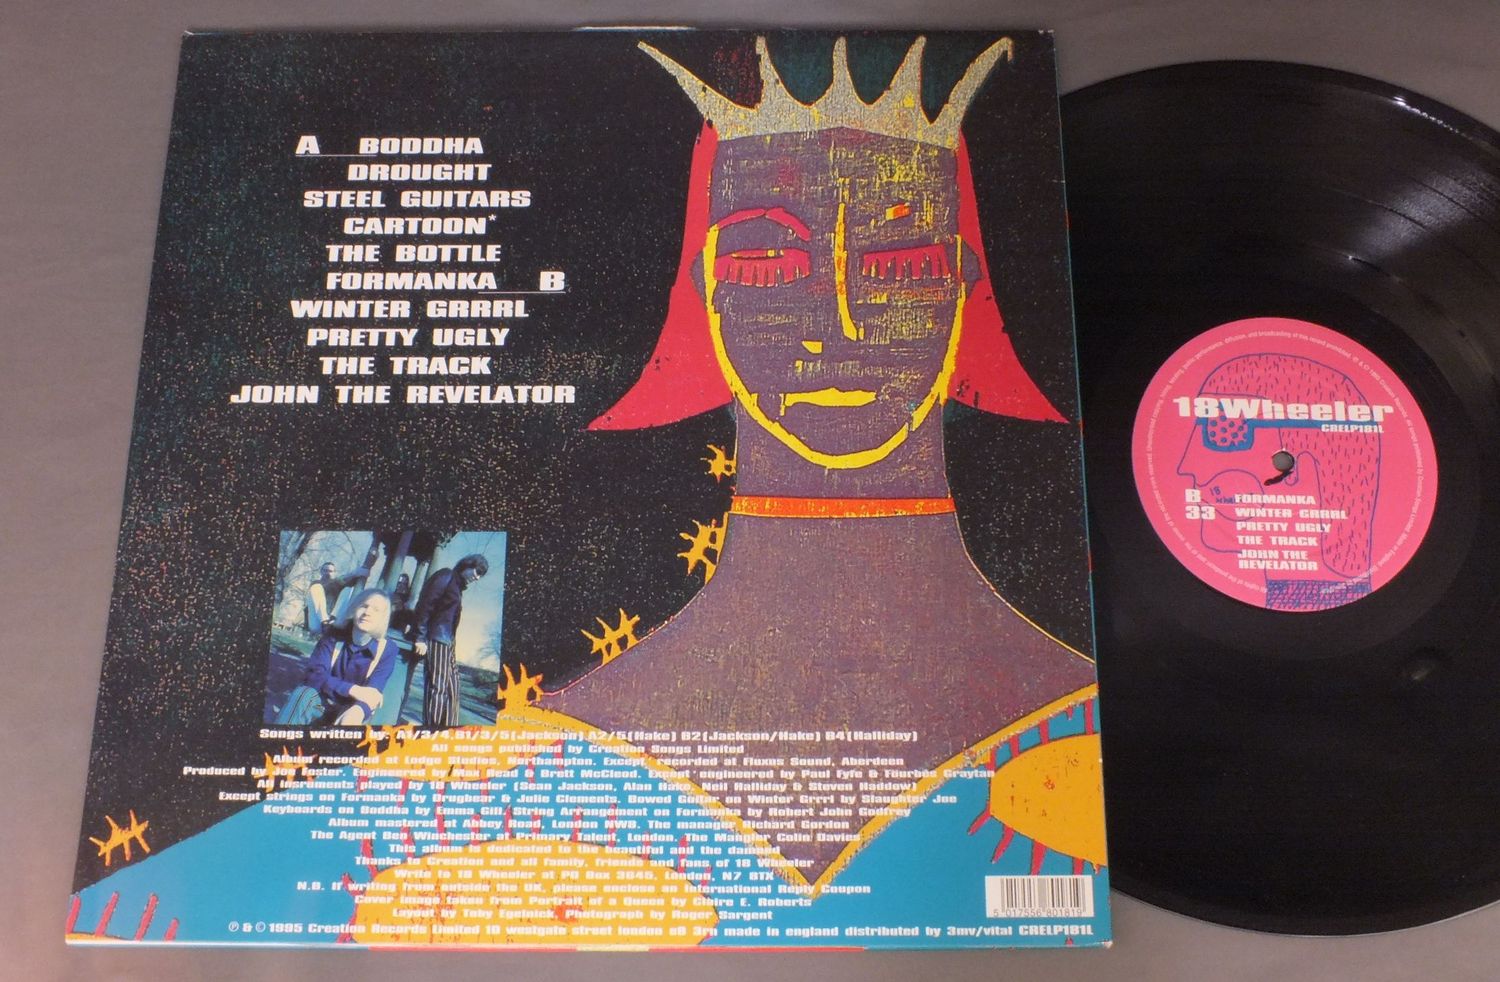 A BODDHA
DROUGHT
STEEL GUITARS
CARTOON*
THE BOTTLE
FORMANKA B
WINTER GRRRL
PRETTY UGLY
THE TRACK
JOHN THE REVELATOR
Songs written by: A1/3/4.B1/3/5(Jackson) A2/5(Hake) B2(Jackson/Hake) B4(Halliday)
All songs published by Creation Songs Limited
Album recorded at Lodge Studios, Northampton. Except, recorded at Fluxus Sound, Aberdeen
Produced by Joe Foster. Engineered by Max Read & Brett McCleod. Except engineered by Paul Fyfe &
All insruments played by 18 Wheeler (Sean Jackson, Alan Hake, Neil Halliday & Steven Haddow)
Except strings on Formanka by Drugbear & Julie Clements. Bowed Guitar on Winter Grrrl by Slaughter Joe
Keyboards on Boddha by Emma Gill. String Arrangement on Formanka by Robert John Godfrey
Album mastered at Abbey Road, London NW8. The manager Richard Gordon
The Agent Ben Winchester at Primary Talent, London. The Mangler Colin Davies
This album is dedicated to the beautiful and the damned
Thanks to Creation and all family, friends and fans of 18 Wheeler
Write to 18 Wheeler at PO Box 3645, London, N7 8TX
N.B. If writing from outside the UK, please enclose an International Reply Coupon
Cover image taken from Portrait of a Queen by Claire E. Roberts
Layout by Toby Egelnick. Photograph by Roger Sargent
℗ & © 1995 Creation Records Limited 10 westgate street london e8 3rn made in england distributed by 3mv/vital CRELP181L
5 017556 801819
18Wheeler
CRELP181L
B
33
18
FORMANKA
WINTER GRRRL
PRETTY UGLY
THE TRACK
JOHN THE
REVELATOR